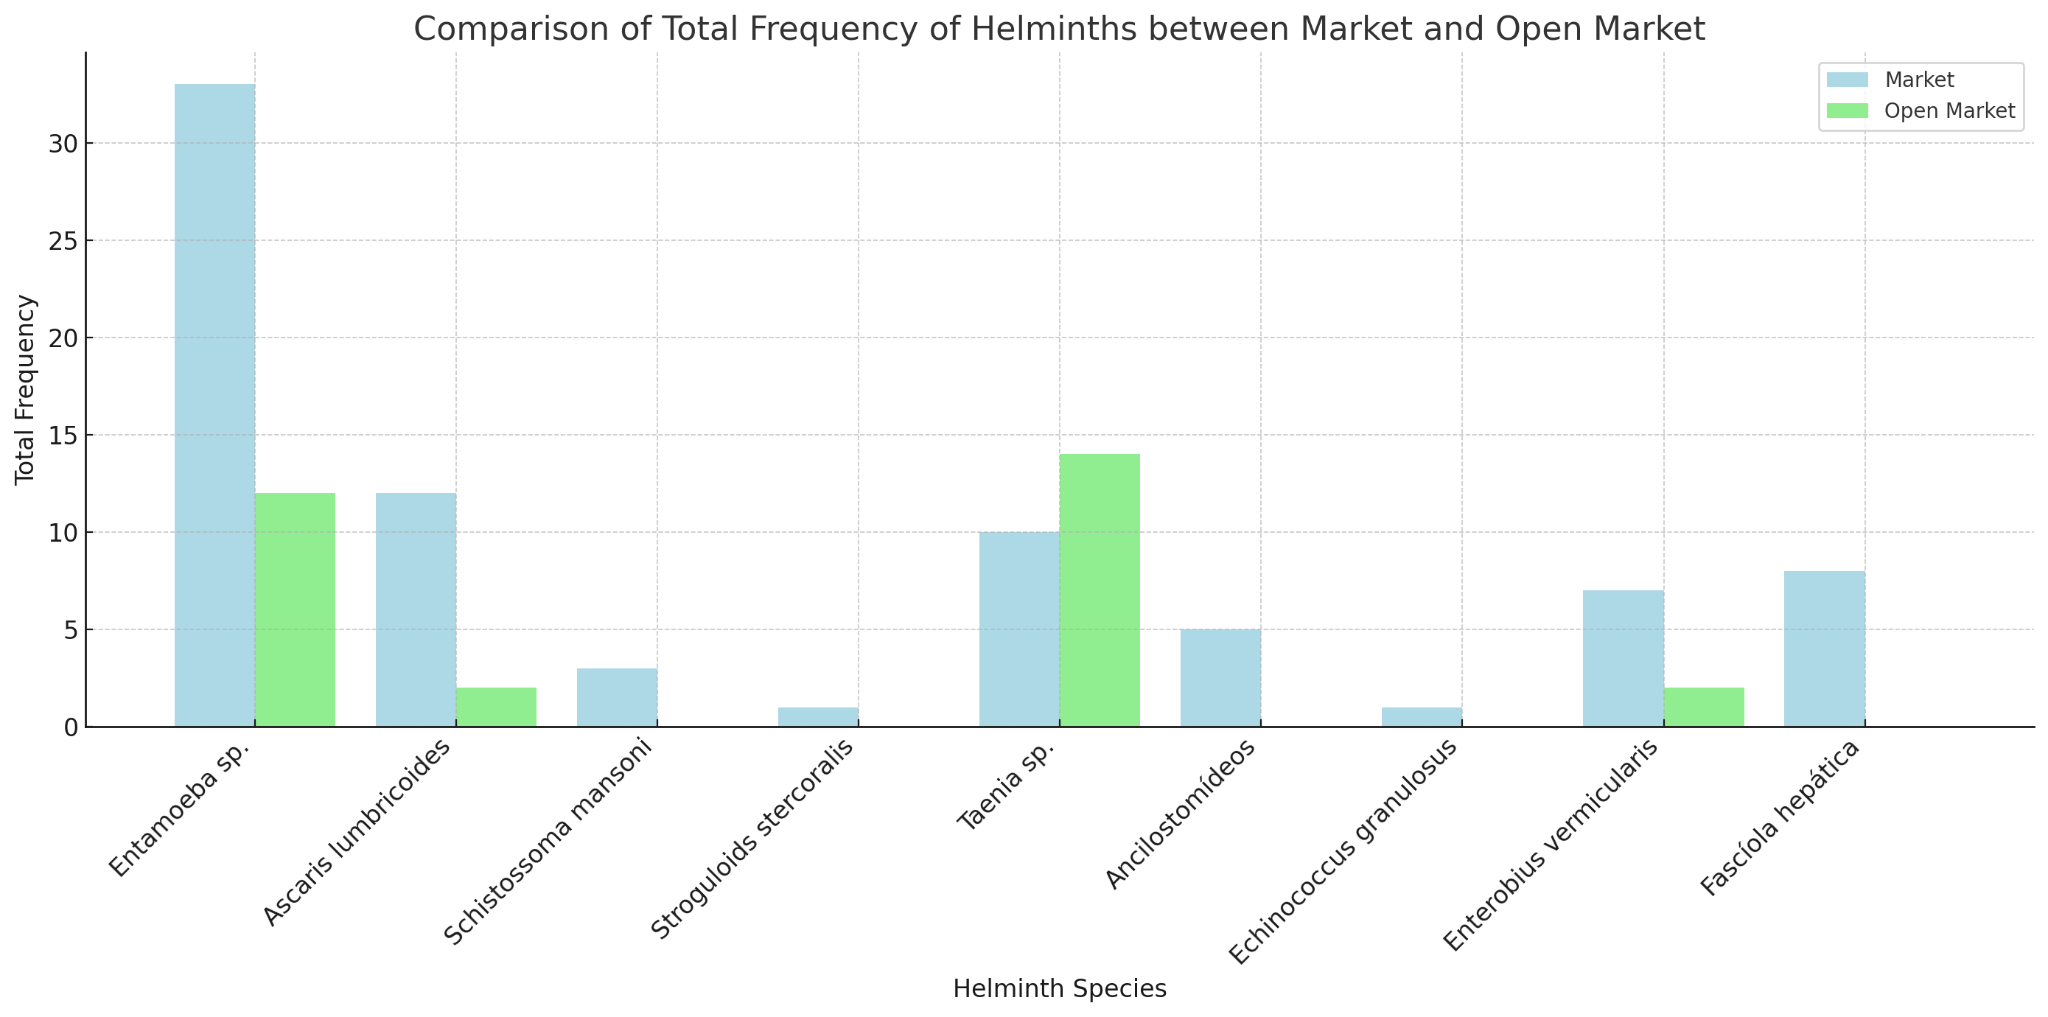 Comparison of Total Frequency of Helminths between Market and Open Market
Market
Open Market
Total Frequency
30
25
20
15
10
5
0
Entamoeba sp.
Ascaris lumbricoides
Schistossoma mansoni
Stroguloids stercoralis
Taenia sp.
Ancilostomídeos
Echinococcus granulosus
Enterobius vermicularis
Fascíola hepática
Helminth Species